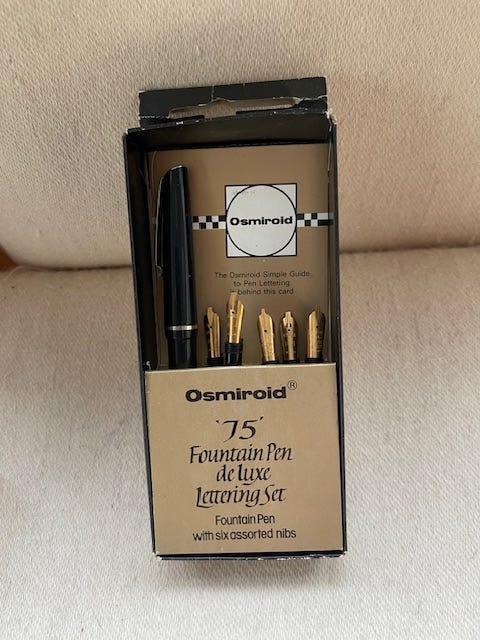 Osmiroid
The Osmiroid Simple Guide
to Pen Lettering
is behind this card
Osmiroid®
'75'
Fountain Pen
de luxe
Lettering Set
Fountain Pen
with six assorted nibs